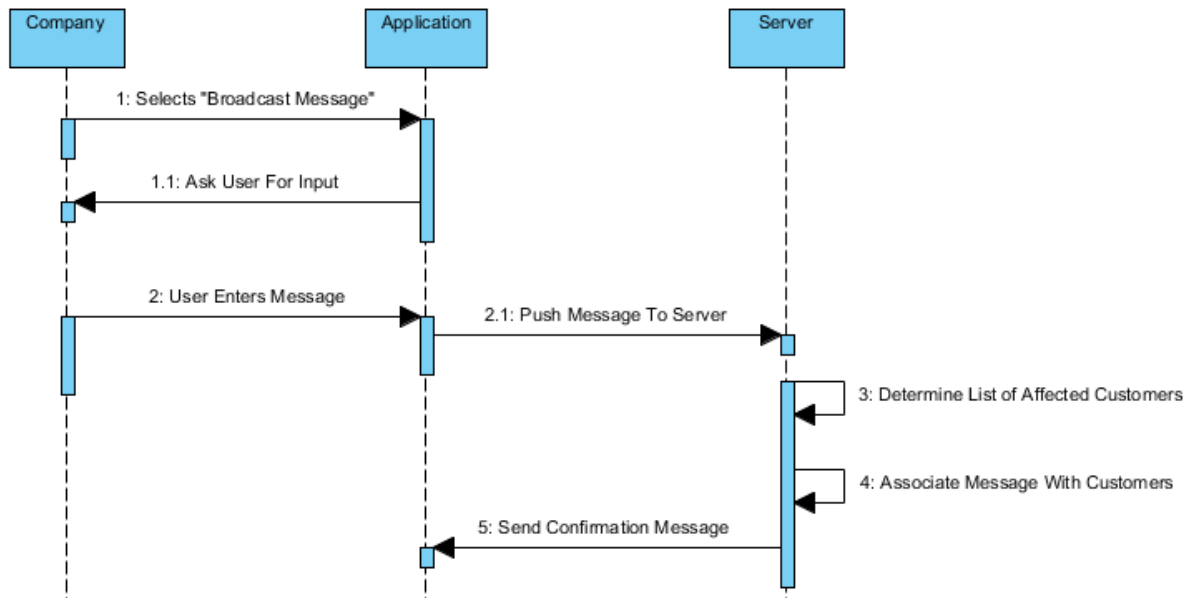 Company
Application
Server
1: Selects "Broadcast Message"
1.1: Ask User For Input
2: User Enters Message
2.1: Push Message To Server
3: Determine List of Affected Customers
4: Associate Message With Customers
5: Send Confirmation Message